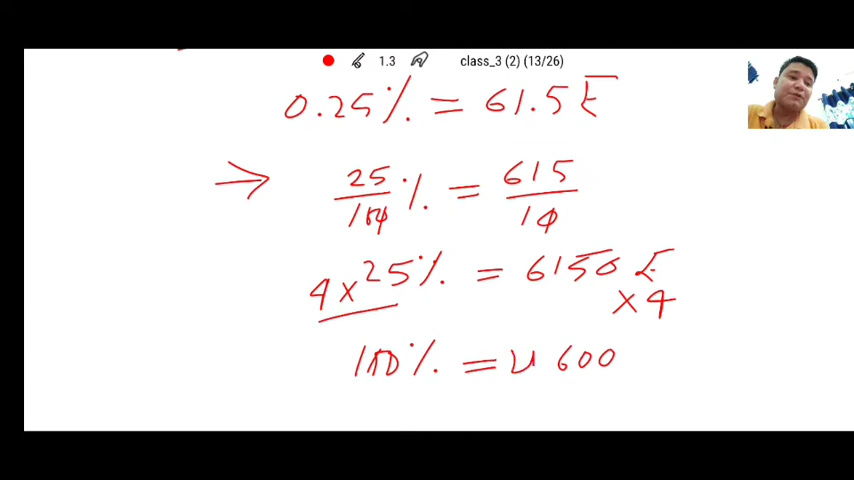 1.3 class_3 (2) (13/26)
0.25% = 61.5 ₹
→ 25/100 % = 615/10
4 x 25% = 6150 ₹ x 4
100% = 24600